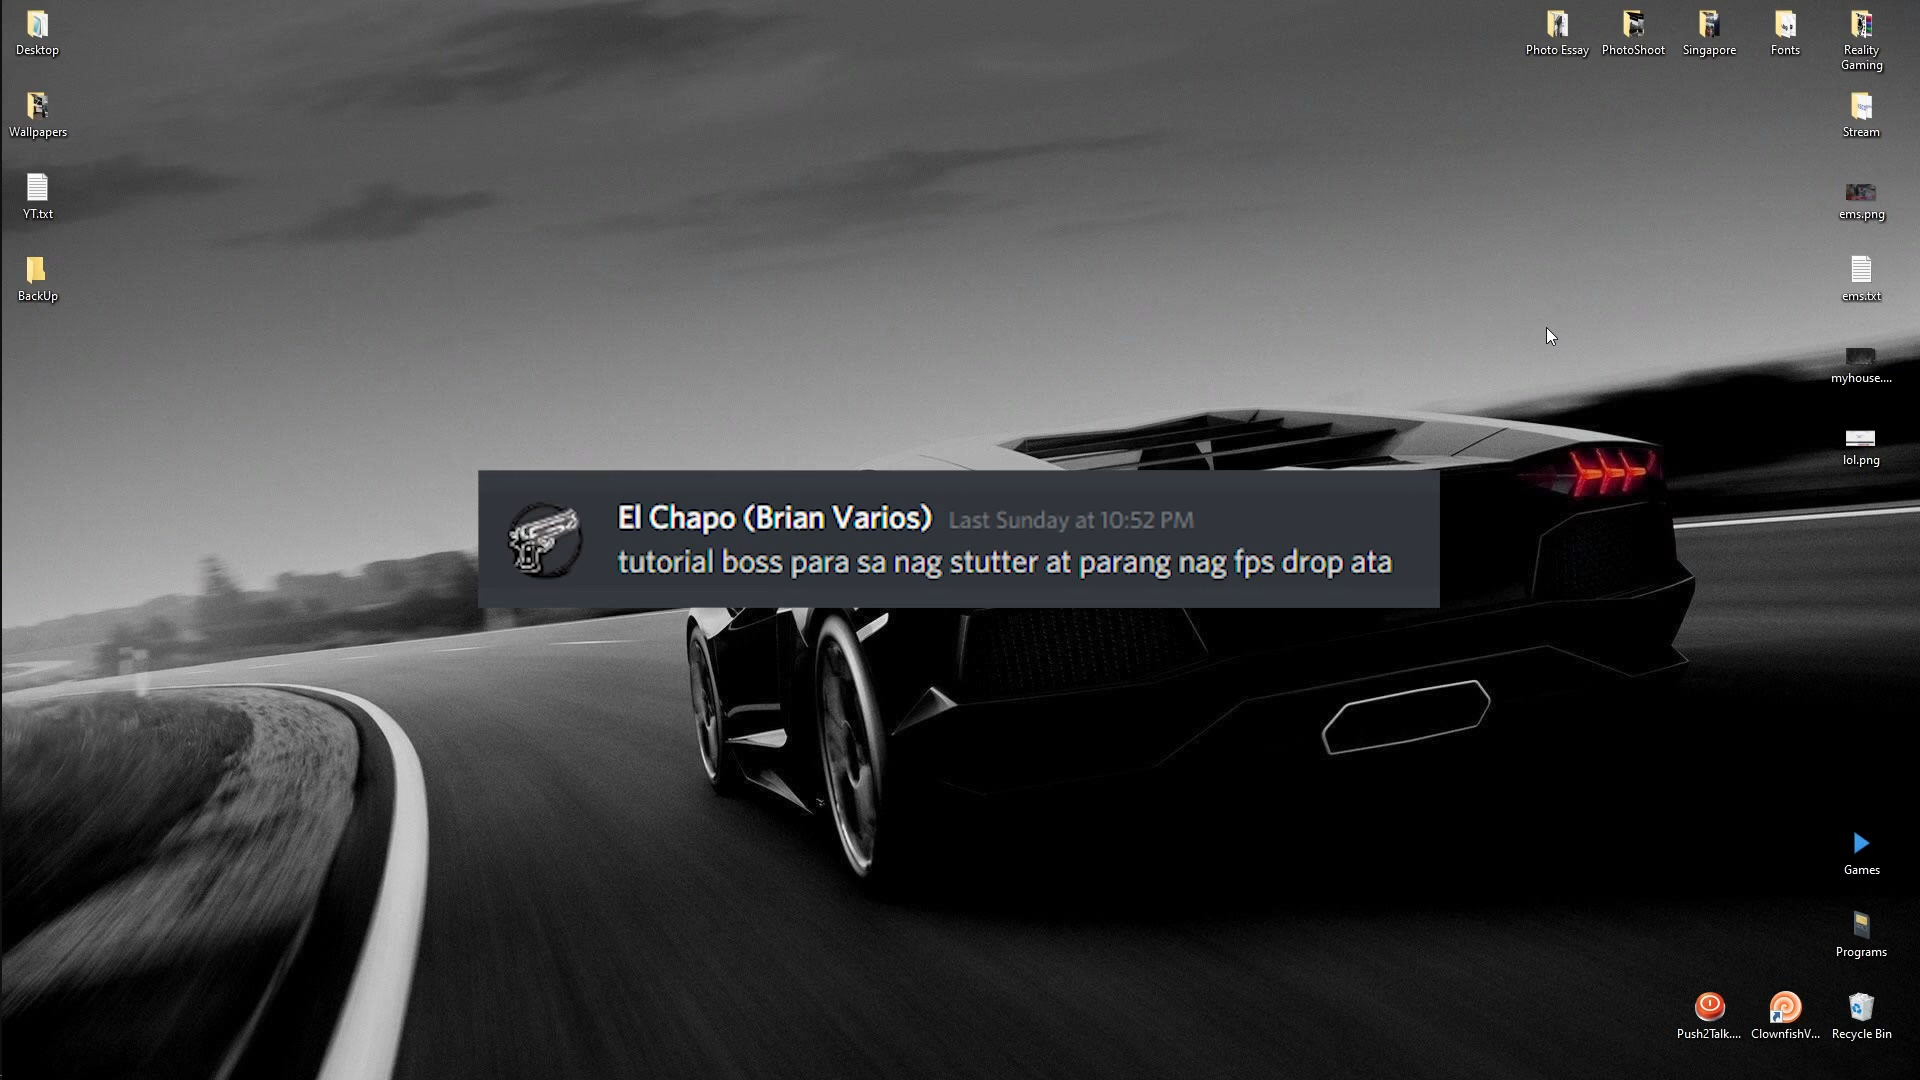 Desktop
Wallpapers
YT.txt
BackUp
Photo Essay
PhotoShoot
Singapore
Fonts
Reality
Gaming
Stream
ems.png
ems.txt
myhouse....
lol.png
El Chapo (Brian Varios) Last Sunday at 10:52 PM
tutorial boss para sa nag stutter at parang nag fps drop ata
Games
Programs
Push2Talk....
ClownfishV...
Recycle Bin